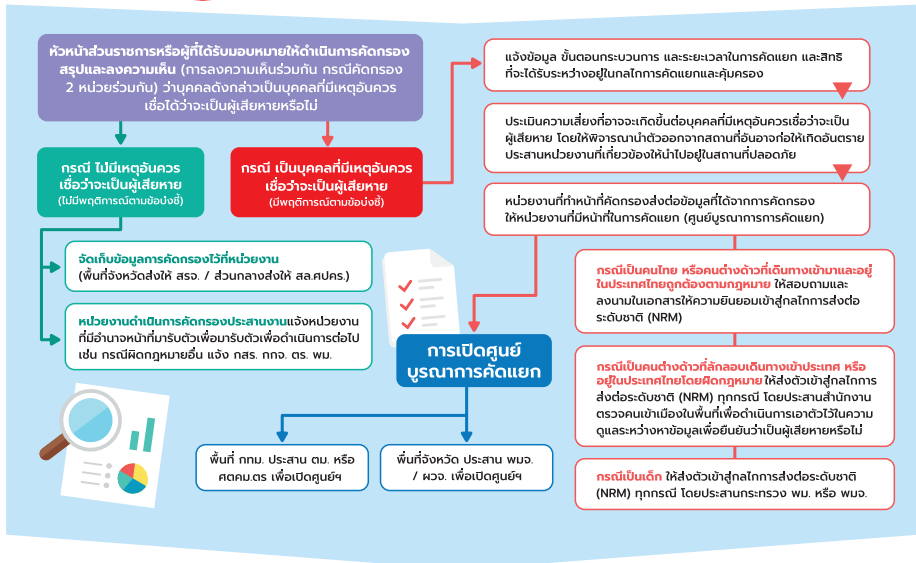 หัวหน้าส่วนราชการหรือผู้ที่ได้รับมอบหมายให้ดำเนินการคัดกรอง
สรุปและลงความเห็น (การลงความเห็นร่วมกัน กรณีคัดกรอง
2 หน่วยร่วมกัน) ว่าบุคคลดังกล่าวเป็นบุคคลที่มีเหตุอันควร
เชื่อได้ว่าจะเป็นผู้เสียหายหรือไม่
กรณี ไม่มีเหตุอันควร
เชื่อว่าจะเป็นผู้เสียหาย
(ไม่มีพฤติการณ์ตามข้อบ่งชี้)
กรณี เป็นบุคคลที่มีเหตุอันควร
เชื่อว่าจะเป็นผู้เสียหาย
(มีพฤติการณ์ตามข้อบ่งชี้)
จัดเก็บข้อมูลการคัดกรองไว้ที่หน่วยงาน
(พื้นที่จังหวัดส่งให้ สรจ. / ส่วนกลางส่งให้ สล.ศปคร.)
หน่วยงานดำเนินการคัดกรองประสานงานแจ้งหน่วยงาน
ที่มีอำนาจหน้าที่มารับตัวเพื่อมารับตัวเพื่อดำเนินการต่อไป
เช่น กรณีผิดกฎหมายอื่น แจ้ง กสร. กกจ. ตร. พม.
แจ้งข้อมูล ขั้นตอนกระบวนการ และระยะเวลาในการคัดแยก และสิทธิ
ที่จะได้รับระหว่างอยู่ในกลไกการคัดแยกและคุ้มครอง
ประเมินความเสี่ยงที่อาจจะเกิดขึ้นต่อบุคคลที่มีเหตุอันควรเชื่อว่าจะเป็น
ผู้เสียหาย โดยให้พิจารณานำตัวออกจากสถานที่อันอาจก่อให้เกิดอันตราย
ประสานหน่วยงานที่เกี่ยวข้องให้นำไปอยู่ในสถานที่ปลอดภัย
หน่วยงานที่ทำหน้าที่คัดกรองส่งต่อข้อมูลที่ได้จากการคัดกรอง
ให้หน่วยงานที่มีหน้าที่ในการคัดแยก (ศูนย์บูรณาการการคัดแยก)
การเปิดศูนย์
บูรณาการคัดแยก
พื้นที่ กทม. ประสาน ตม. หรือ
ศตคม.ตร เพื่อเปิดศูนย์ฯ
พื้นที่จังหวัด ประสาน พมจ.
/ ผวจ. เพื่อเปิดศูนย์ฯ
กรณีเป็นคนไทย หรือคนต่างด้าวที่เดินทางเข้ามาและอยู่
ในประเทศไทยถูกต้องตามกฎหมาย ให้สอบถามและ
ลงนามในเอกสารให้ความยินยอมเข้าสู่กลไกการส่งต่อ
ระดับชาติ (NRM)
กรณีเป็นคนต่างด้าวที่ลักลอบเดินทางเข้าประเทศ หรือ
อยู่ในประเทศไทยโดยผิดกฎหมาย ให้ส่งตัวเข้าสู่กลไกการ
ส่งต่อระดับชาติ (NRM) ทุกกรณี โดยประสานสำนักงาน
ตรวจคนเข้าเมืองในพื้นที่เพื่อดำเนินการเอาตัวไว้ในความ
ดูแลระหว่างหาข้อมูลเพื่อยืนยันว่าเป็นผู้เสียหายหรือไม่
กรณีเป็นเด็ก ให้ส่งตัวเข้าสู่กลไกการส่งต่อระดับชาติ
(NRM) ทุกกรณี โดยประสานกระทรวง พม. หรือ พมจ.